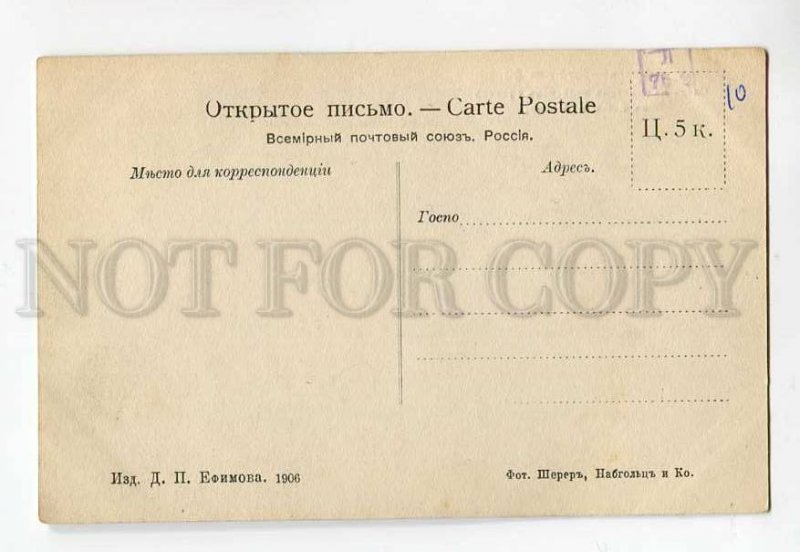 Открытое письмо. — Carte Postale
Всемірный почтовый союзъ. Россія.
Ц. 5 к.
10
Мѣсто для корреспонденціи
Адресъ.
Госпо
NOT FOR COPY
Изд. Д. П. Ефимова. 1906
Фот. Шереръ, Набгольцъ и Ко.